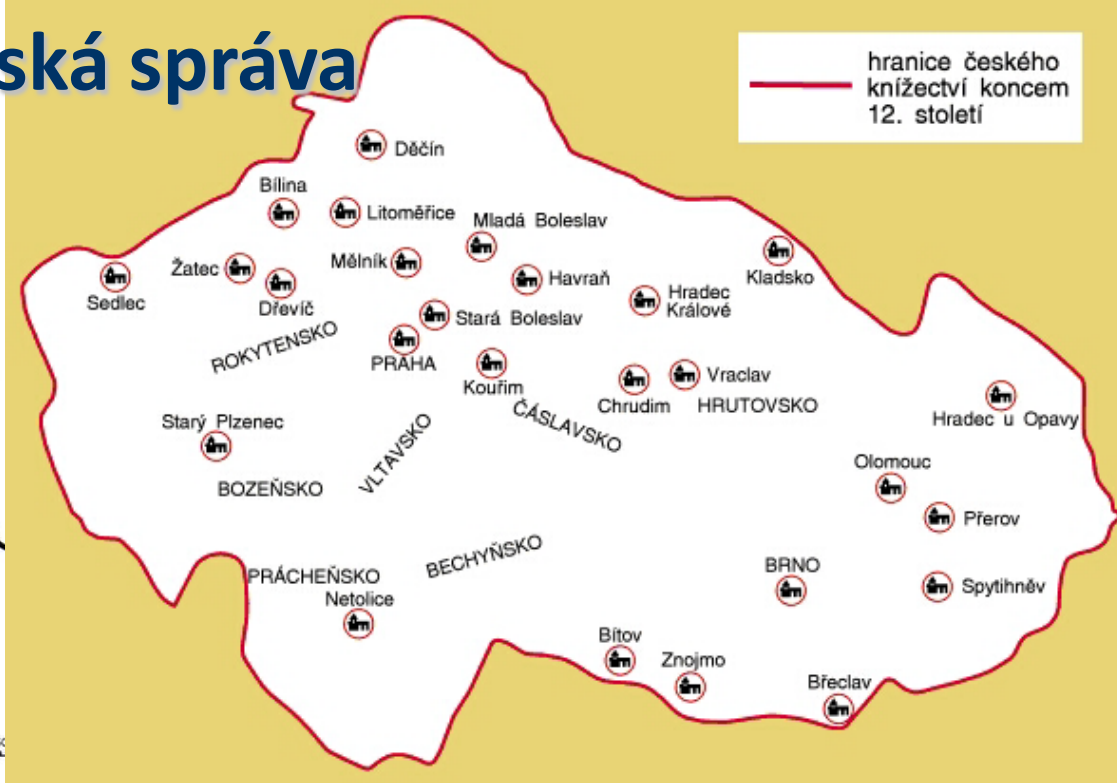 ská správa
hranice českého
knížectví koncem
12. století
Děčín
Bílina
Litoměřice
Mladá Boleslav
Mělník
Žatec
Sedlec
Dřevíč
Havraň
Kladsko
Hradec
Králové
Stará Boleslav
ROKYTENSKO
PRAHA
Kouřim
Chrudim
Vraclav
HRUTOVSKO
ČÁSLAVSKO
Hradec u Opavy
Starý Plzenec
VLTAVSKO
BOZEŇSKO
Olomouc
Přerov
BECHYŇSKO
PRÁCHEŇSKO
Netolice
BRNO
Spytihněv
Bítov
Znojmo
Břeclav